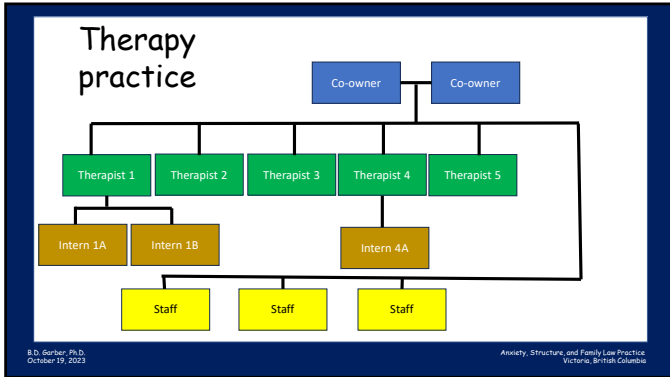 Therapy
practice
Co-owner
Co-owner
Therapist 1
Therapist 2
Therapist 3
Therapist 4
Therapist 5
Intern 1A
Intern 1B
Intern 4A
Staff
Staff
Staff
B.D. Garber, Ph.D.
October 19, 2023
Anxiety, Structure, and Family Law Practice
Victoria, British Columbia